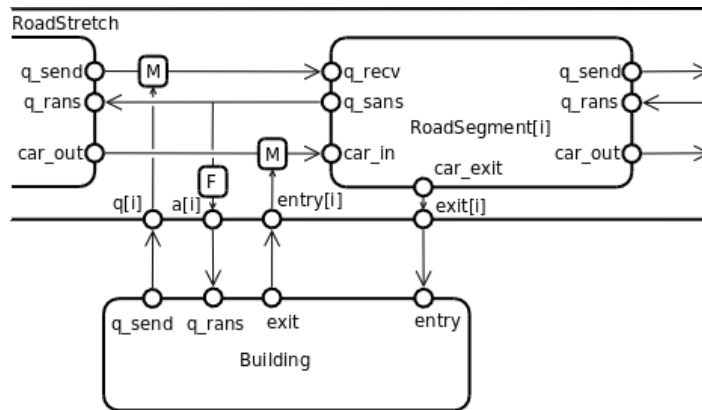 RoadStretch
q_send
M
q_recv
q_send
q_rans
q_sans
q_rans
RoadSegment[i]
car_out
M
car_in
car_out
car_exit
F
q[i]
a[i]
entry[i]
exit[i]
q_send
q_rans
exit
entry
Building